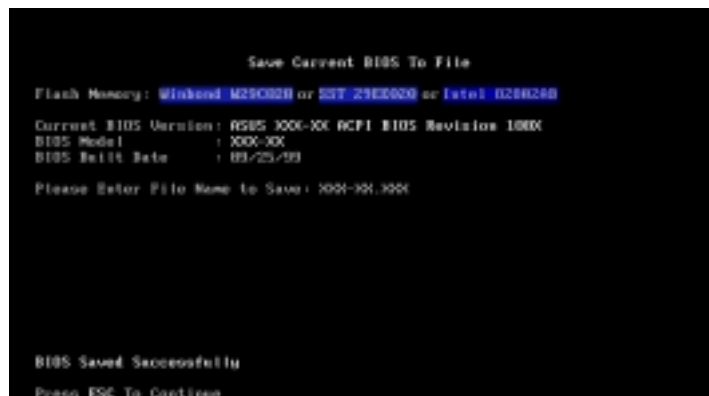 Save Current BIOS To File
Flash Memory: Winbond W29C020 or SST 29EE020 or Intel 82802AB
Current BIOS Version: ASUS XXX-XX ACPI BIOS Revision 100X
BIOS Model : XXX-XX
BIOS Built Date : 09/25/99
Please Enter File Name to Save: XXX-XX.XXX
BIOS Saved Successfully
Press ESC To Continue